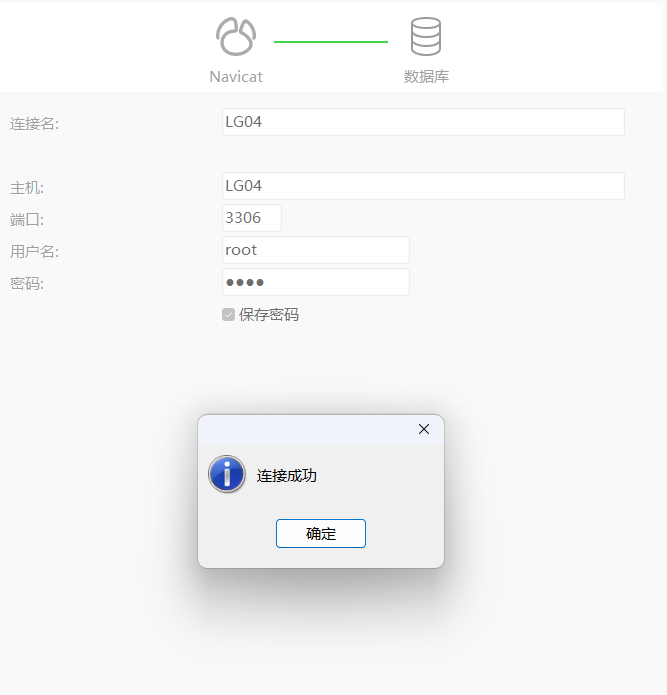 Navicat
数据库
连接名:
LG04
主机:
LG04
端口:
3306
用户名:
root
密码:
●●●●
保存密码
连接成功
确定